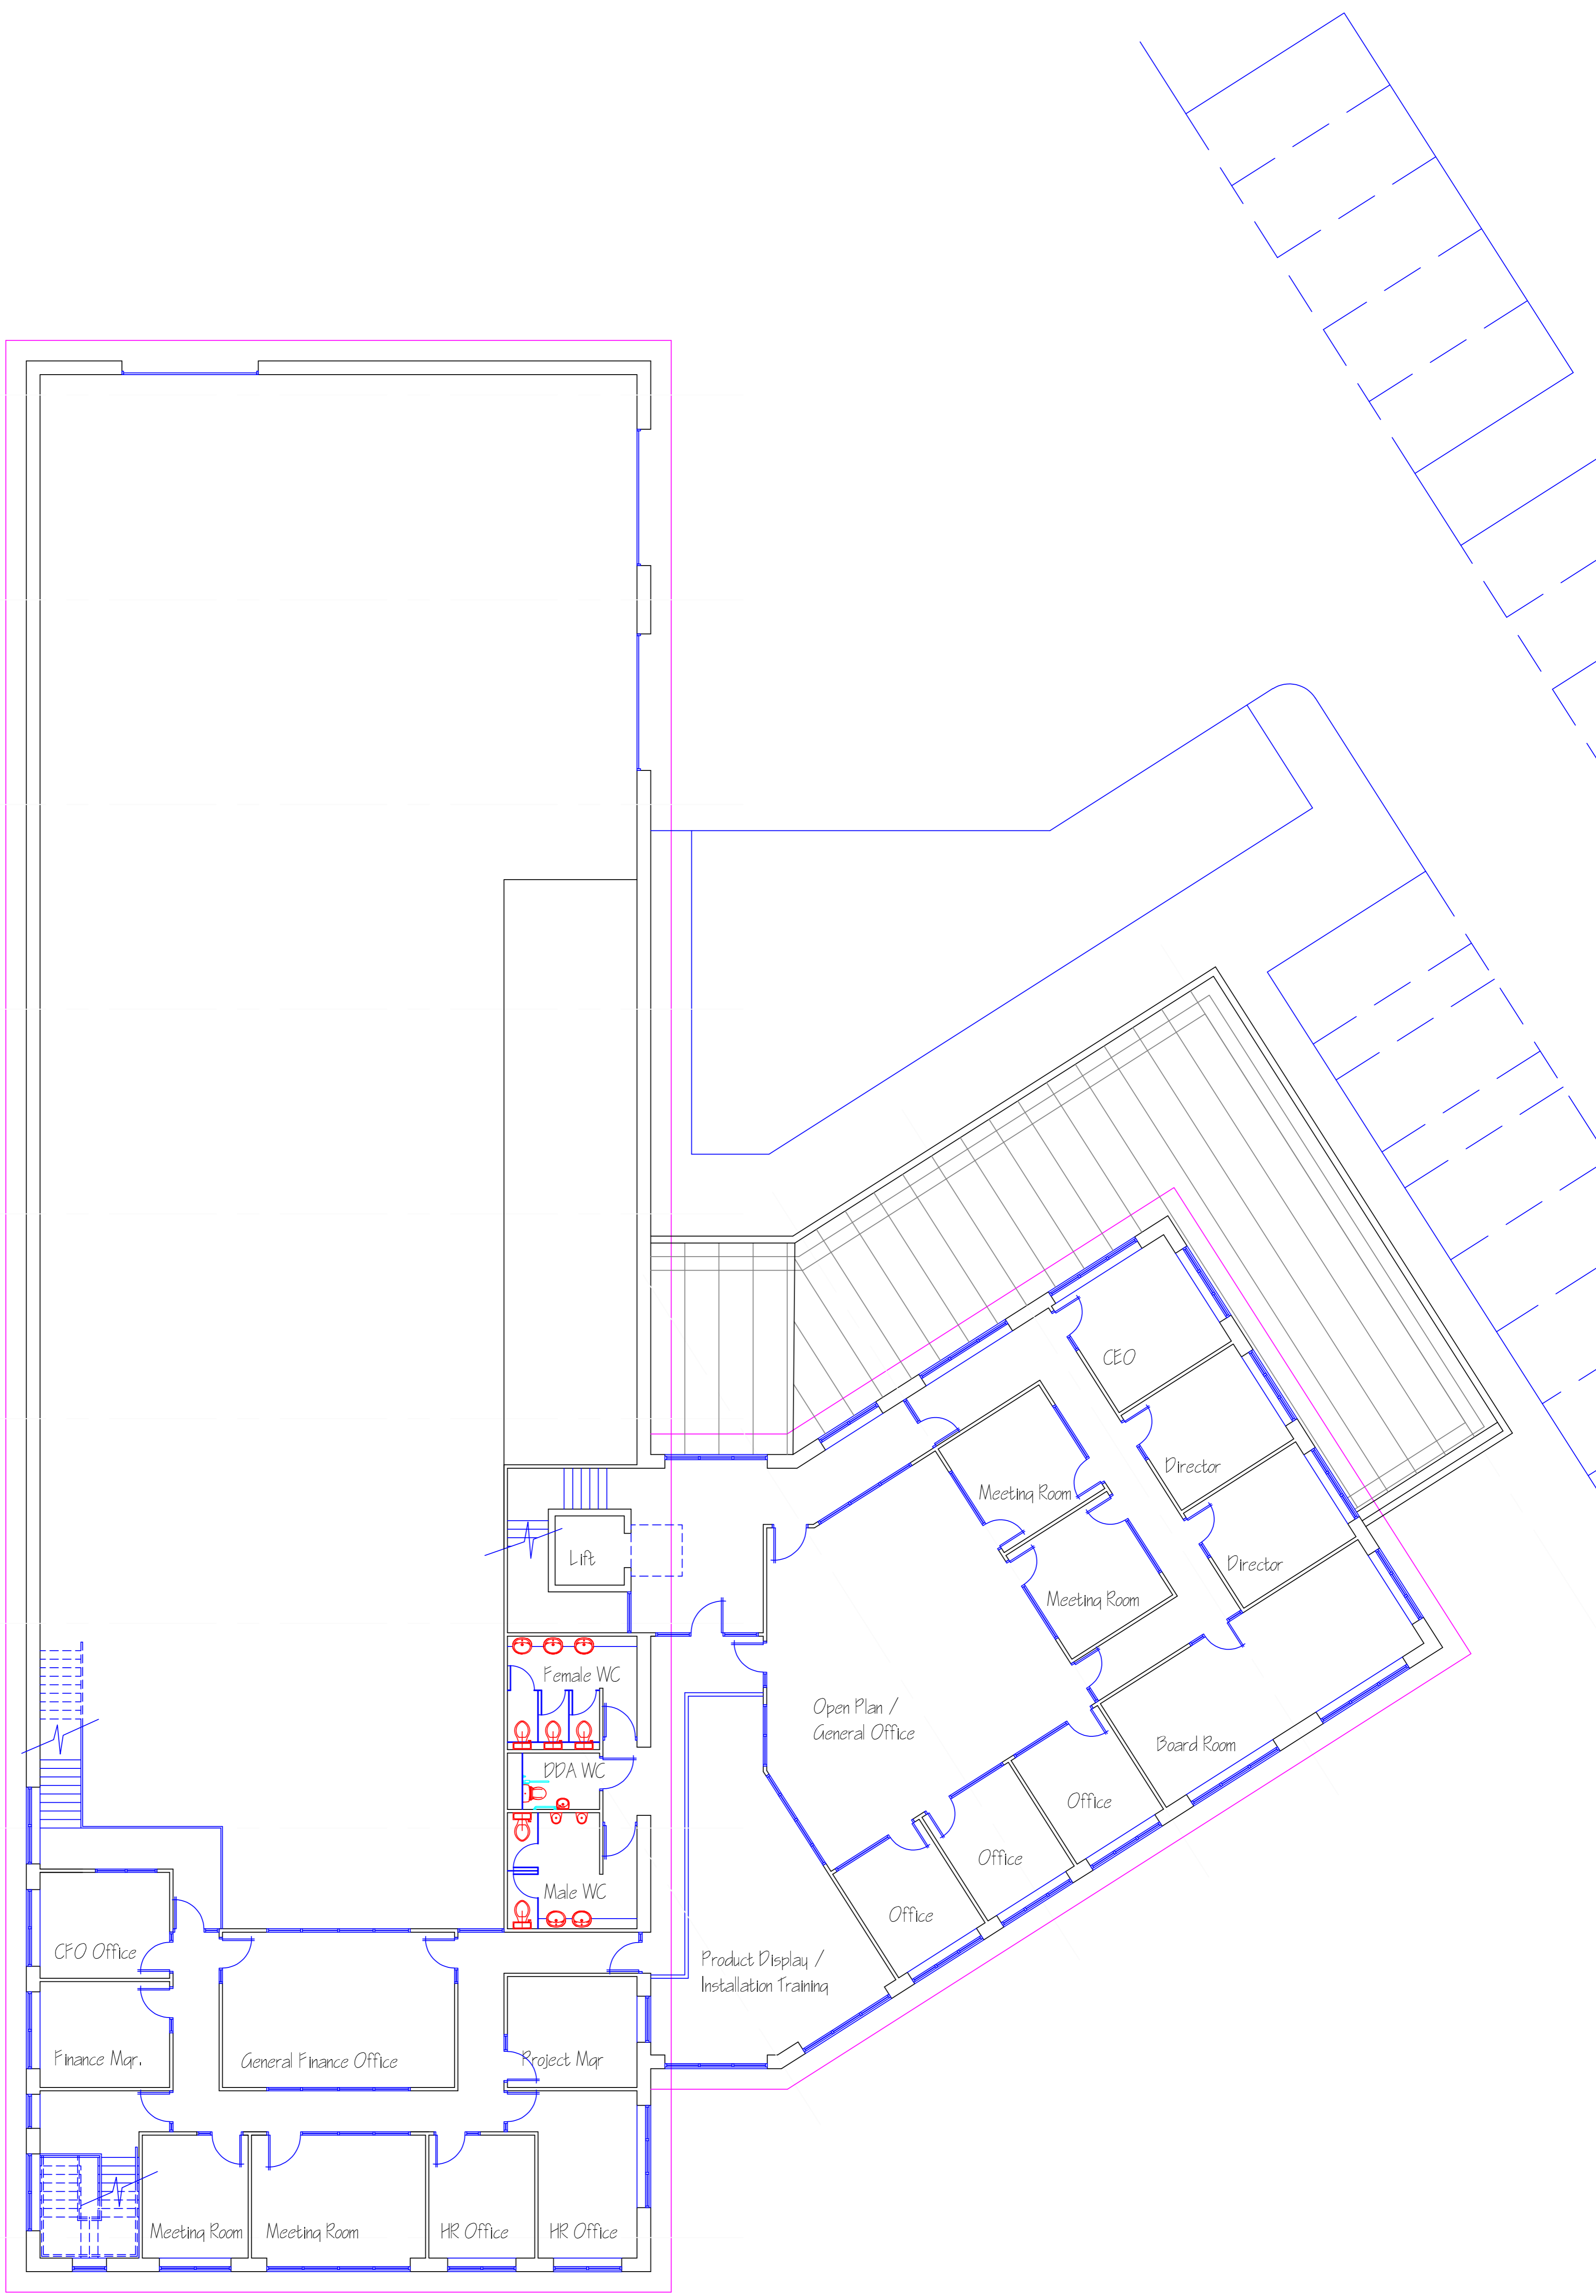 CEO
Director
Meeting Room
Lift
Director
Meeting Room
Female WC
Open Plan /
General Office
Board Room
DDA WC
Office
Office
Male WC
Office
CFO Office
Product Display /
Installation Training
Finance Mgr.
General Finance Office
Project Mgr
Meeting Room
Meeting Room
HR Office
HR Office